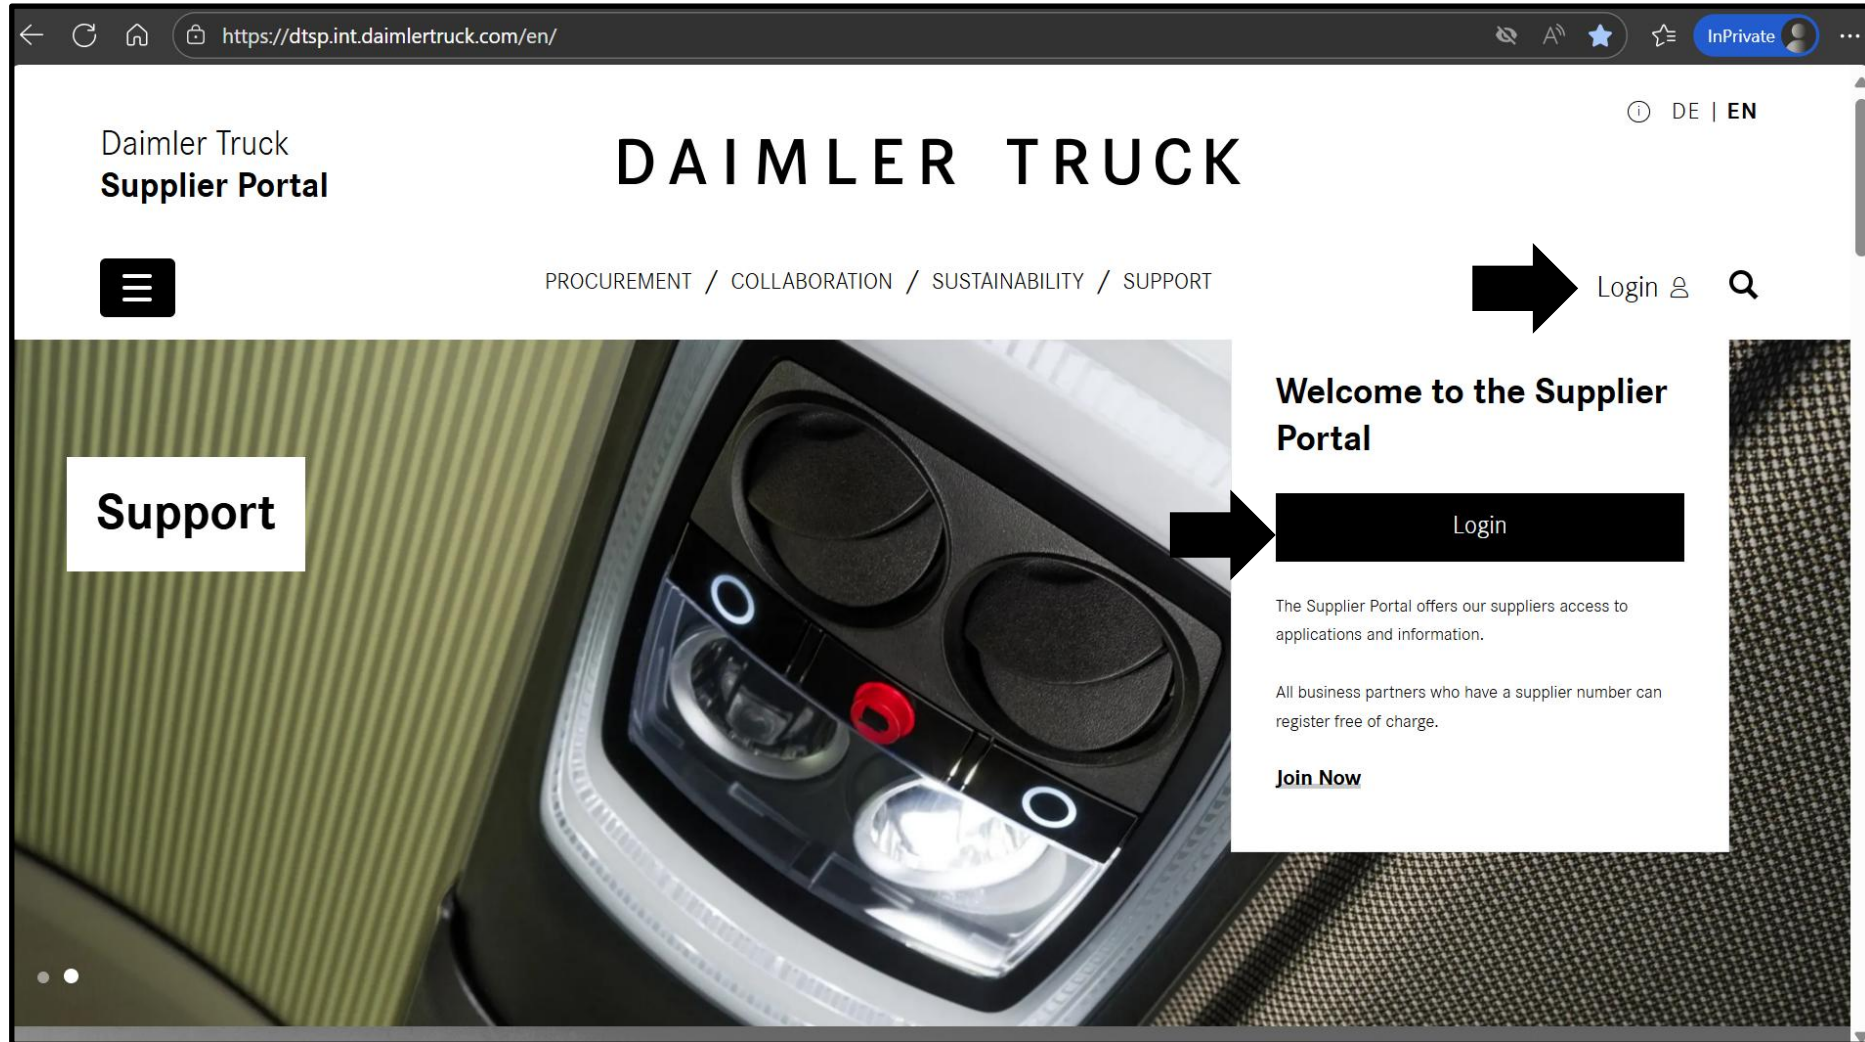 https://dtsp.int.daimlertruck.com/en/
InPrivate
DE | EN
Daimler Truck
Supplier Portal
DAIMLER TRUCK
PROCUREMENT / COLLABORATION / SUSTAINABILITY / SUPPORT
Login
Welcome to the Supplier
Portal
Support
Login
The Supplier Portal offers our suppliers access to
applications and information.
All business partners who have a supplier number can
register free of charge.
Join Now